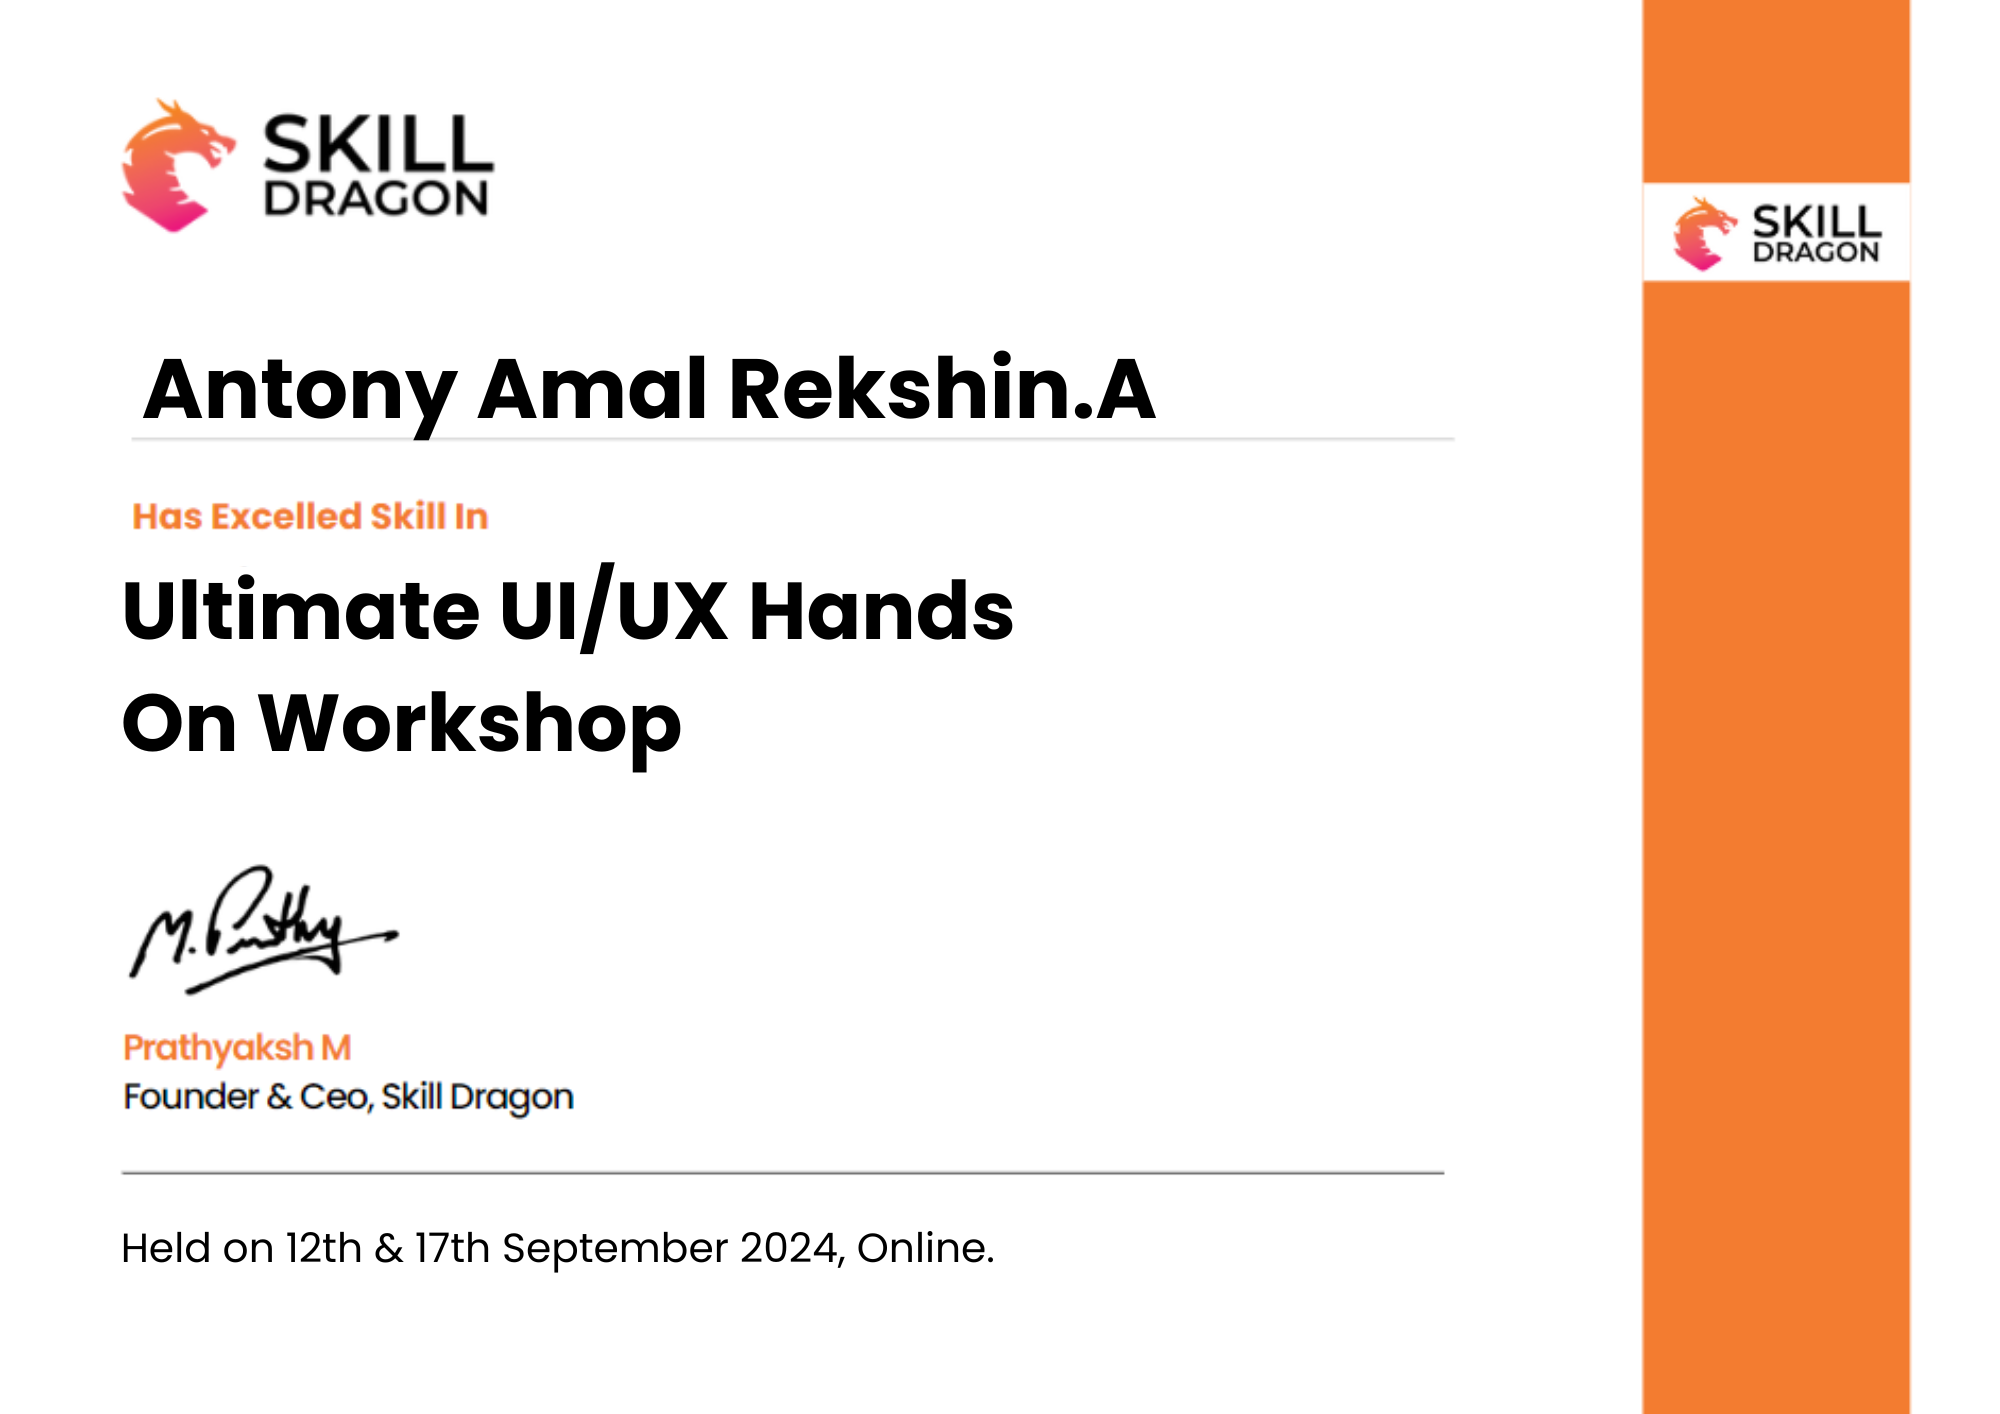 SKILL
DRAGON
SKILL
DRAGON
Antony Amal Rekshin.A
Has Excelled Skill In
Ultimate UI/UX Hands
On Workshop
M. Prathy
Prathyaksh M
Founder & Ceo, Skill Dragon
Held on 12th & 17th September 2024, Online.